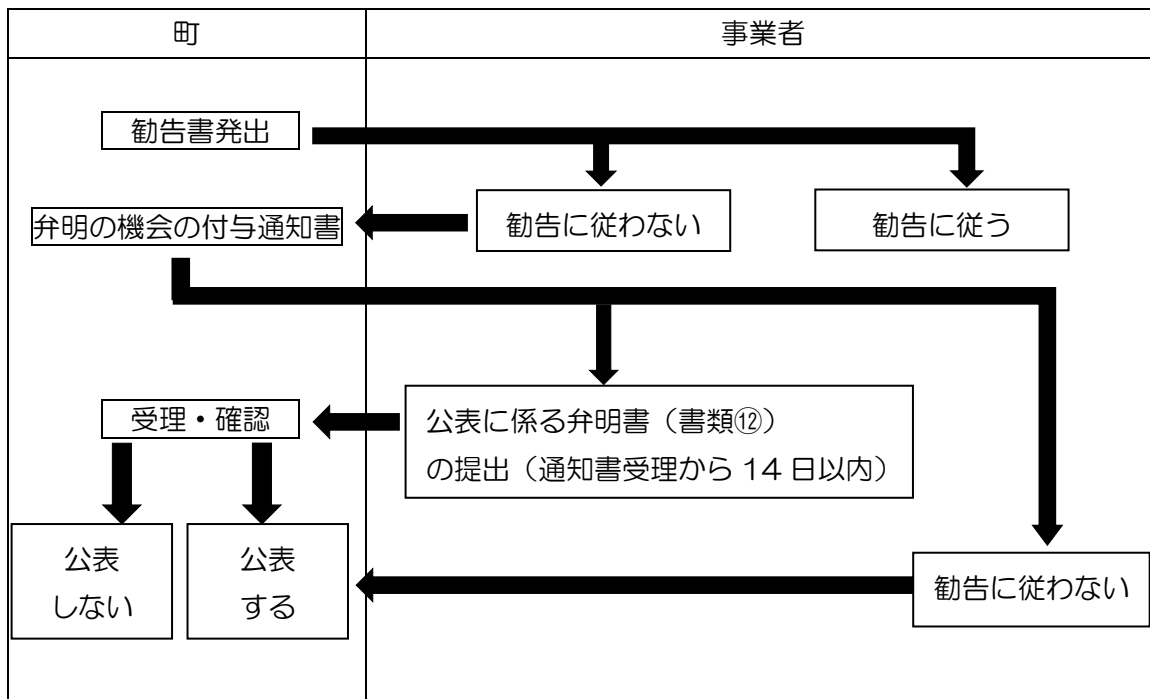 町
事業者
勧告書発出
弁明の機会の付与通知書
勧告に従わない
勧告に従う
受理・確認
公表に係る弁明書（書類⑫）
の提出（通知書受理から 14 日以内）
公表
しない
公表
する
勧告に従わない